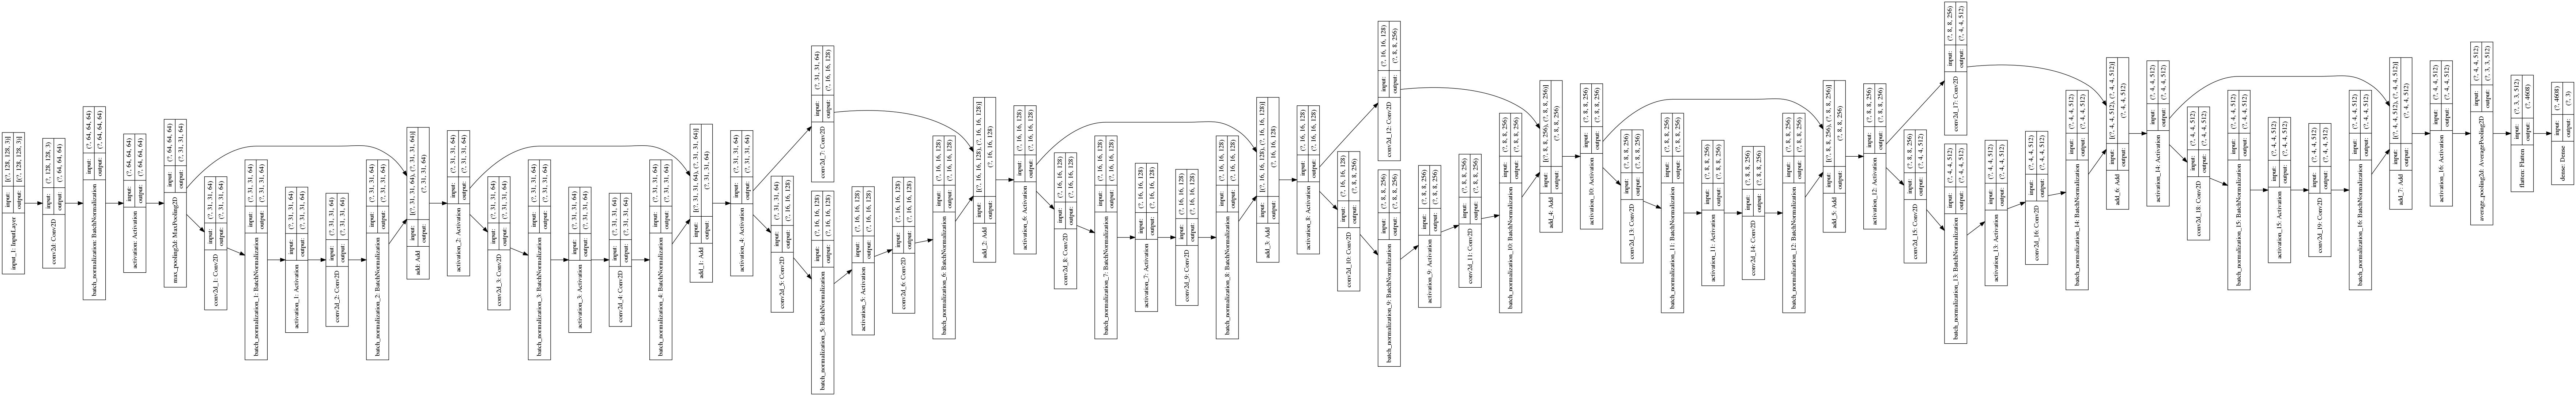 input_1: InputLayer
input: [(?, 128, 128, 3)]
output: [(?, 128, 128, 3)]
conv2d: Conv2D
input: (?, 128, 128, 3)
output: (?, 64, 64, 64)
batch_normalization: BatchNormalization
input: (?, 64, 64, 64)
output: (?, 64, 64, 64)
activation: Activation
input: (?, 64, 64, 64)
output: (?, 64, 64, 64)
max_pooling2d: MaxPooling2D
input: (?, 64, 64, 64)
output: (?, 31, 31, 64)
conv2d_1: Conv2D
input: (?, 31, 31, 64)
output: (?, 31, 31, 64)
batch_normalization_1: BatchNormalization
input: (?, 31, 31, 64)
output: (?, 31, 31, 64)
activation_1: Activation
input: (?, 31, 31, 64)
output: (?, 31, 31, 64)
conv2d_2: Conv2D
input: (?, 31, 31, 64)
output: (?, 31, 31, 64)
batch_normalization_2: BatchNormalization
input: (?, 31, 31, 64)
output: (?, 31, 31, 64)
add: Add
input: [(?, 31, 31, 64), (?, 31, 31, 64)]
output: (?, 31, 31, 64)
activation_2: Activation
input: (?, 31, 31, 64)
output: (?, 31, 31, 64)
conv2d_3: Conv2D
input: (?, 31, 31, 64)
output: (?, 31, 31, 64)
batch_normalization_3: BatchNormalization
input: (?, 31, 31, 64)
output: (?, 31, 31, 64)
activation_3: Activation
input: (?, 31, 31, 64)
output: (?, 31, 31, 64)
conv2d_4: Conv2D
input: (?, 31, 31, 64)
output: (?, 31, 31, 64)
batch_normalization_4: BatchNormalization
input: (?, 31, 31, 64)
output: (?, 31, 31, 64)
add_1: Add
input: [(?, 31, 31, 64), (?, 31, 31, 64)]
output: (?, 31, 31, 64)
activation_4: Activation
input: (?, 31, 31, 64)
output: (?, 31, 31, 64)
conv2d_5: Conv2D
input: (?, 31, 31, 64)
output: (?, 16, 16, 128)
conv2d_7: Conv2D
input: (?, 31, 31, 64)
output: (?, 16, 16, 128)
batch_normalization_5: BatchNormalization
input: (?, 16, 16, 128)
output: (?, 16, 16, 128)
activation_5: Activation
input: (?, 16, 16, 128)
output: (?, 16, 16, 128)
conv2d_6: Conv2D
input: (?, 16, 16, 128)
output: (?, 16, 16, 128)
batch_normalization_6: BatchNormalization
input: (?, 16, 16, 128)
output: (?, 16, 16, 128)
add_2: Add
input: [(?, 16, 16, 128), (?, 16, 16, 128)]
output: (?, 16, 16, 128)
activation_6: Activation
input: (?, 16, 16, 128)
output: (?, 16, 16, 128)
conv2d_8: Conv2D
input: (?, 16, 16, 128)
output: (?, 16, 16, 128)
batch_normalization_7: BatchNormalization
input: (?, 16, 16, 128)
output: (?, 16, 16, 128)
activation_7: Activation
input: (?, 16, 16, 128)
output: (?, 16, 16, 128)
conv2d_9: Conv2D
input: (?, 16, 16, 128)
output: (?, 16, 16, 128)
batch_normalization_8: BatchNormalization
input: (?, 16, 16, 128)
output: (?, 16, 16, 128)
add_3: Add
input: [(?, 16, 16, 128), (?, 16, 16, 128)]
output: (?, 16, 16, 128)
activation_8: Activation
input: (?, 16, 16, 128)
output: (?, 16, 16, 128)
conv2d_10: Conv2D
input: (?, 16, 16, 128)
output: (?, 8, 8, 256)
conv2d_12: Conv2D
input: (?, 16, 16, 128)
output: (?, 8, 8, 256)
batch_normalization_9: BatchNormalization
input: (?, 8, 8, 256)
output: (?, 8, 8, 256)
activation_9: Activation
input: (?, 8, 8, 256)
output: (?, 8, 8, 256)
conv2d_11: Conv2D
input: (?, 8, 8, 256)
output: (?, 8, 8, 256)
batch_normalization_10: BatchNormalization
input: (?, 8, 8, 256)
output: (?, 8, 8, 256)
add_4: Add
input: [(?, 8, 8, 256), (?, 8, 8, 256)]
output: (?, 8, 8, 256)
activation_10: Activation
input: (?, 8, 8, 256)
output: (?, 8, 8, 256)
conv2d_13: Conv2D
input: (?, 8, 8, 256)
output: (?, 8, 8, 256)
batch_normalization_11: BatchNormalization
input: (?, 8, 8, 256)
output: (?, 8, 8, 256)
activation_11: Activation
input: (?, 8, 8, 256)
output: (?, 8, 8, 256)
conv2d_14: Conv2D
input: (?, 8, 8, 256)
output: (?, 8, 8, 256)
batch_normalization_12: BatchNormalization
input: (?, 8, 8, 256)
output: (?, 8, 8, 256)
add_5: Add
input: [(?, 8, 8, 256), (?, 8, 8, 256)]
output: (?, 8, 8, 256)
activation_12: Activation
input: (?, 8, 8, 256)
output: (?, 8, 8, 256)
conv2d_15: Conv2D
input: (?, 8, 8, 256)
output: (?, 4, 4, 512)
conv2d_17: Conv2D
input: (?, 8, 8, 256)
output: (?, 4, 4, 512)
batch_normalization_13: BatchNormalization
input: (?, 4, 4, 512)
output: (?, 4, 4, 512)
activation_13: Activation
input: (?, 4, 4, 512)
output: (?, 4, 4, 512)
conv2d_16: Conv2D
input: (?, 4, 4, 512)
output: (?, 4, 4, 512)
batch_normalization_14: BatchNormalization
input: (?, 4, 4, 512)
output: (?, 4, 4, 512)
add_6: Add
input: [(?, 4, 4, 512), (?, 4, 4, 512)]
output: (?, 4, 4, 512)
activation_14: Activation
input: (?, 4, 4, 512)
output: (?, 4, 4, 512)
conv2d_18: Conv2D
input: (?, 4, 4, 512)
output: (?, 4, 4, 512)
batch_normalization_15: BatchNormalization
input: (?, 4, 4, 512)
output: (?, 4, 4, 512)
activation_15: Activation
input: (?, 4, 4, 512)
output: (?, 4, 4, 512)
conv2d_19: Conv2D
input: (?, 4, 4, 512)
output: (?, 4, 4, 512)
batch_normalization_16: BatchNormalization
input: (?, 4, 4, 512)
output: (?, 4, 4, 512)
add_7: Add
input: [(?, 4, 4, 512), (?, 4, 4, 512)]
output: (?, 4, 4, 512)
activation_16: Activation
input: (?, 4, 4, 512)
output: (?, 4, 4, 512)
average_pooling2d: AveragePooling2D
input: (?, 4, 4, 512)
output: (?, 3, 3, 512)
flatten: Flatten
input: (?, 3, 3, 512)
output: (?, 4608)
dense: Dense
input: (?, 4608)
output: (?, 3)